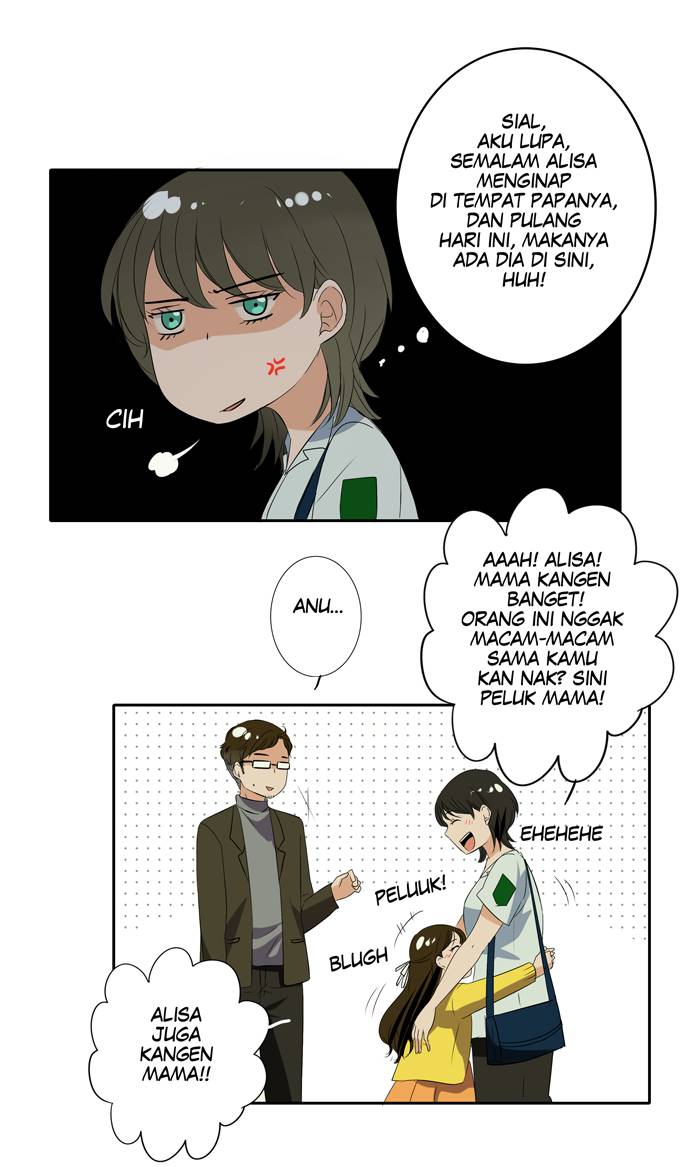 SIAL,
AKU LUPA,
SEMALAM ALISA
MENGINAP
DI TEMPAT PAPANYA,
DAN PULANG
HARI INI, MAKANYA
ADA DIA DI SINI,
HUH!
CIH
AAAH! ALISA!
MAMA KANGEN
BANGET!
ORANG INI NGGAK
MACAM-MACAM
SAMA KAMU
KAN NAK? SINI
PELUK MAMA!
ANU...
EHEHEHE
PELUUK!
BLUGH
ALISA
JUGA
KANGEN
MAMA!!